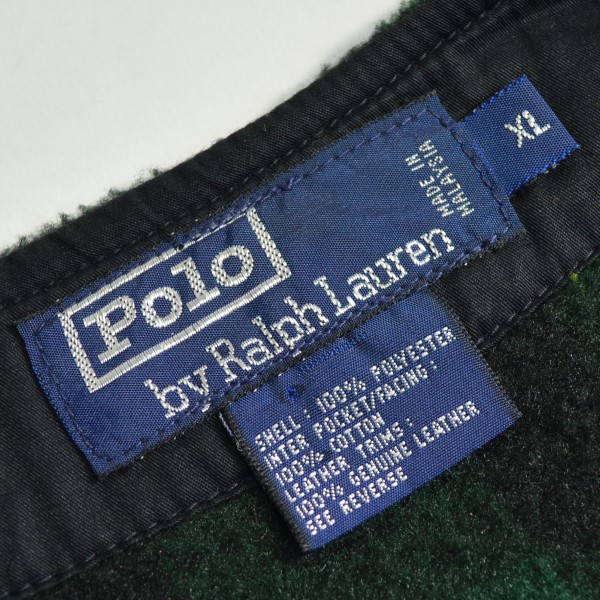 Polo
by Ralph Lauren
MADE IN
MALAYSIA
XL
SHELL : 100% POLYESTER
INTER POCKET/FACING :
100% COTTON
LEATHER TRIMS :
100% GENUINE LEATHER
SEE REVERSE